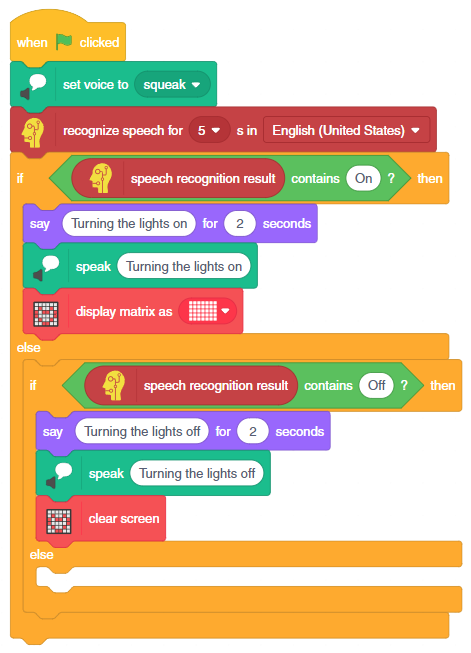 when clicked
set voice to squeak
recognize speech for 5 s in English (United States)
if speech recognition result contains On ? then
say Turning the lights on for 2 seconds
speak Turning the lights on
display matrix as
else
if speech recognition result contains Off ? then
say Turning the lights off for 2 seconds
speak Turning the lights off
clear screen
else